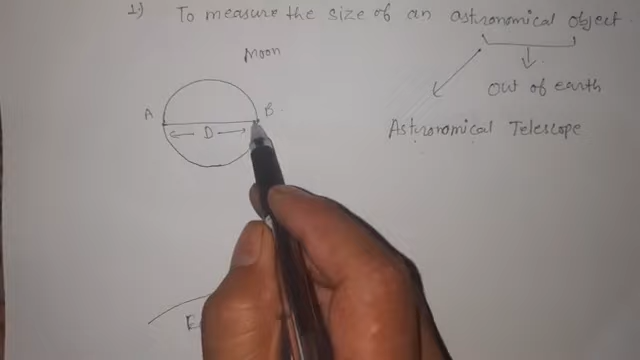 1) To measure the size of an astronomical object.
Moon
out of earth
A B
D
Astronomical Telescope
E